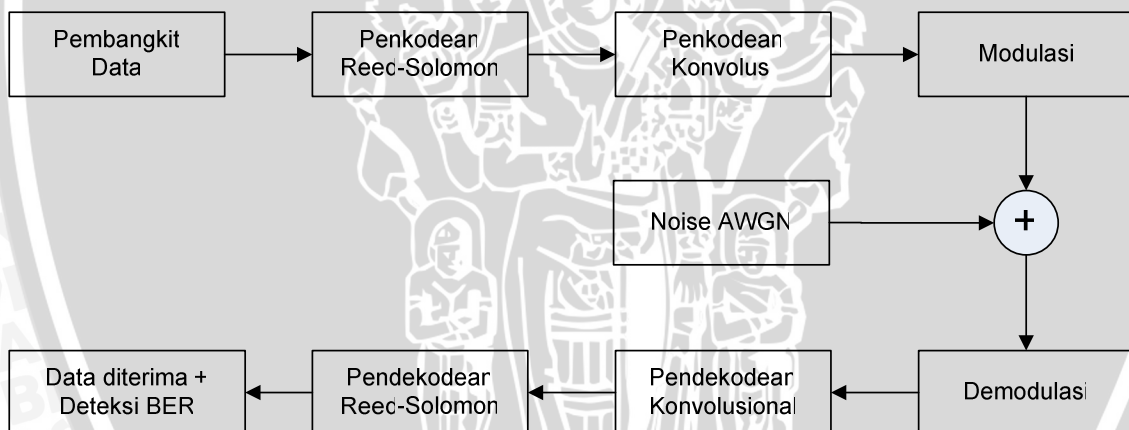 Pembangkit
Data
Penkodean
Reed-Solomon
Penkodean
Konvolus
Modulasi
Noise AWGN
+
Data diterima +
Deteksi BER
Pendekodean
Reed-Solomon
Pendekodean
Konvolusional
Demodulasi